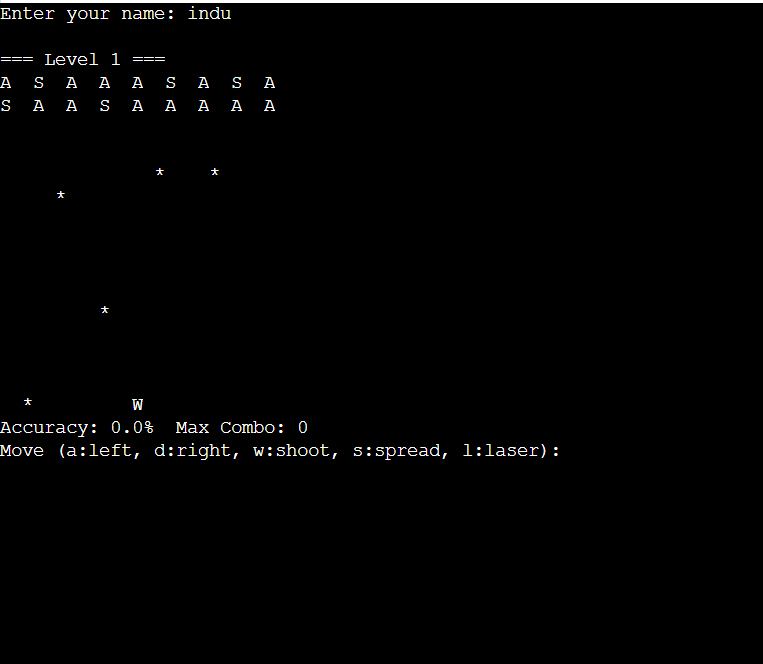 Enter your name: indu
=== Level 1 ===
A  S  A  A  A  S  A  S  A
S  A  A  S  A  A  A  A  A
*    *
*
*
*         W
Accuracy: 0.0%  Max Combo: 0
Move (a:left, d:right, w:shoot, s:spread, l:laser):